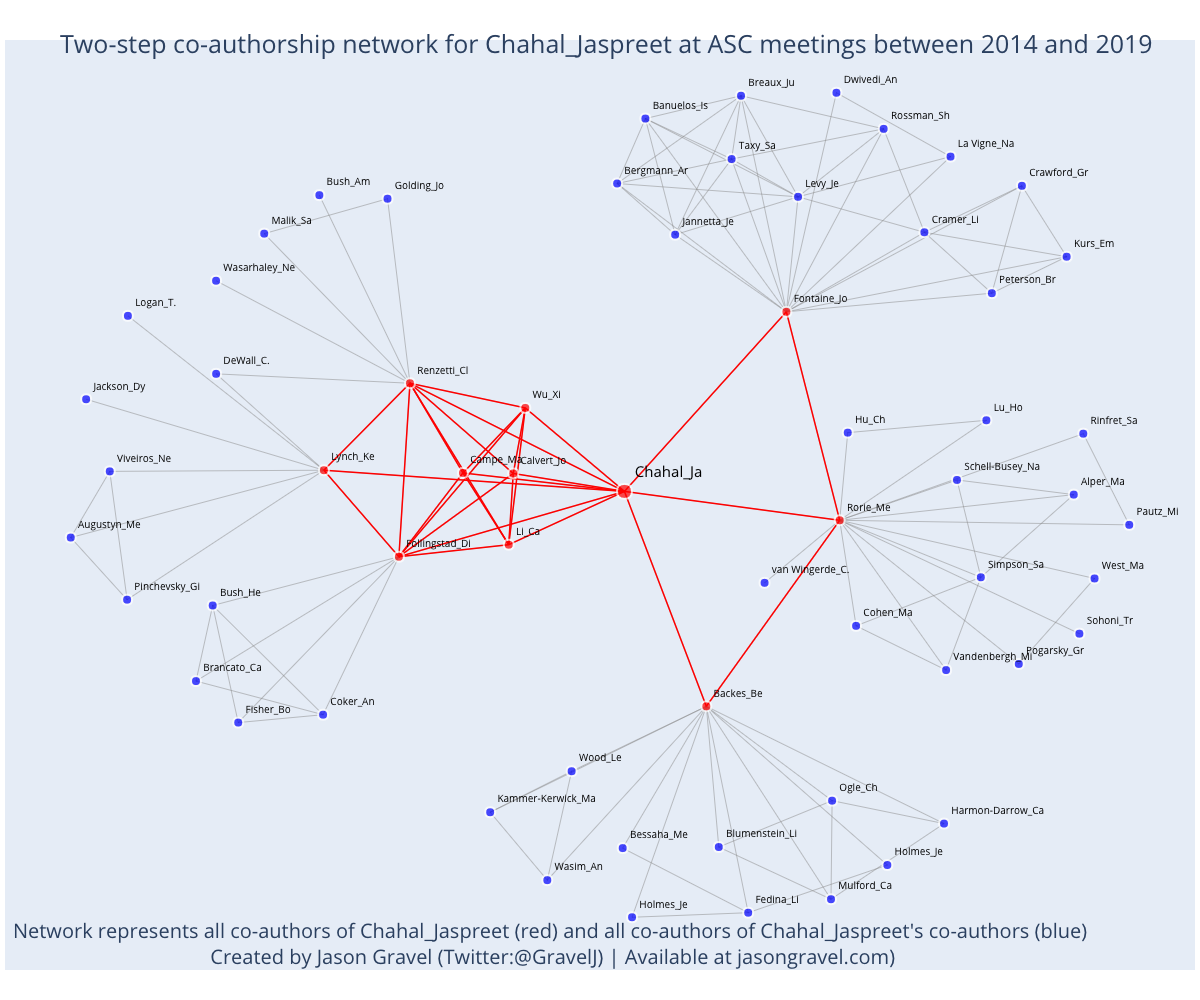 Two-step co-authorship network for Chahal_Jaspreet at ASC meetings between 2014 and 2019
Breaux_Ju
Dwivedi_An
Banuelos_Is
Rossman_Sh
Taxy_Sa
La Vigne_Na
Bergmann_Ar
Levy_Je
Crawford_Gr
Bush_Am
Golding_Jo
Malik_Sa
Jannetta_Je
Cramer_Li
Kurs_Em
Wasarhaley_Ne
Peterson_Br
Logan_T.
Fontaine_Jo
DeWall_C.
Renzetti_Cl
Jackson_Dy
Wu_Xi
Lu_Ho
Hu_Ch
Rinfret_Sa
Viveiros_Ne
Lynch_Ke
Campe_Ma
Calvert_Jo
Chahal_Ja
Schell-Busey_Na
Alper_Ma
Rorie_Me
Pautz_Mi
Augustyn_Me
Follingstad_Di
Li_Ca
van Wingerde_C.
Simpson_Sa
West_Ma
Pinchevsky_Gi
Bush_He
Cohen_Ma
Sohoni_Tr
Vandenbergh_Mi
Pogarsky_Gr
Brancato_Ca
Fisher_Bo
Coker_An
Backes_Be
Wood_Le
Kammer-Kerwick_Ma
Ogle_Ch
Harmon-Darrow_Ca
Bessaha_Me
Blumenstein_Li
Holmes_Je
Wasim_An
Mulford_Ca
Holmes_Je
Fedina_Li
Network represents all co-authors of Chahal_Jaspreet (red) and all co-authors of Chahal_Jaspreet's co-authors (blue)
Created by Jason Gravel (Twitter:@GravelJ) | Available at jasongravel.com)